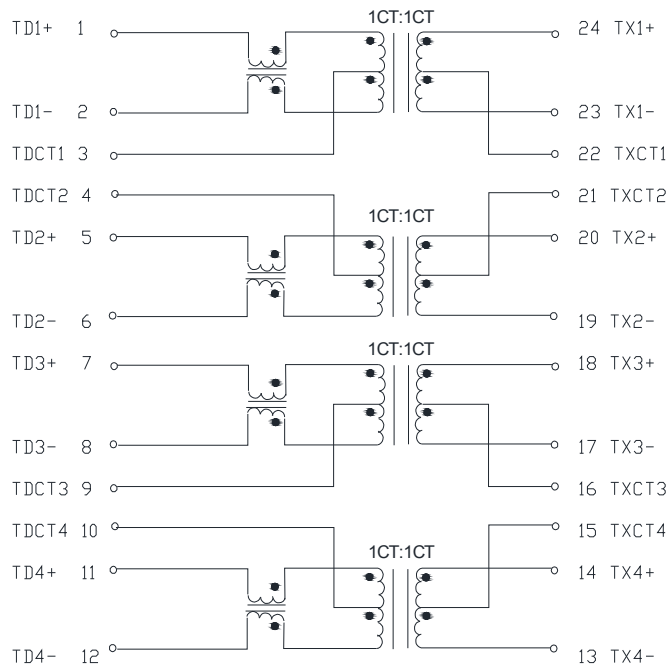 TD1+ 1 1CT:1CT 24 TX1+
TD1- 2 23 TX1-
TDCT1 3 22 TXCT1
TDCT2 4 21 TXCT2
TD2+ 5 1CT:1CT 20 TX2+
TD2- 6 19 TX2-
TD3+ 7 1CT:1CT 18 TX3+
TD3- 8 17 TX3-
TDCT3 9 16 TXCT3
TDCT4 10 15 TXCT4
TD4+ 11 1CT:1CT 14 TX4+
TD4- 12 13 TX4-